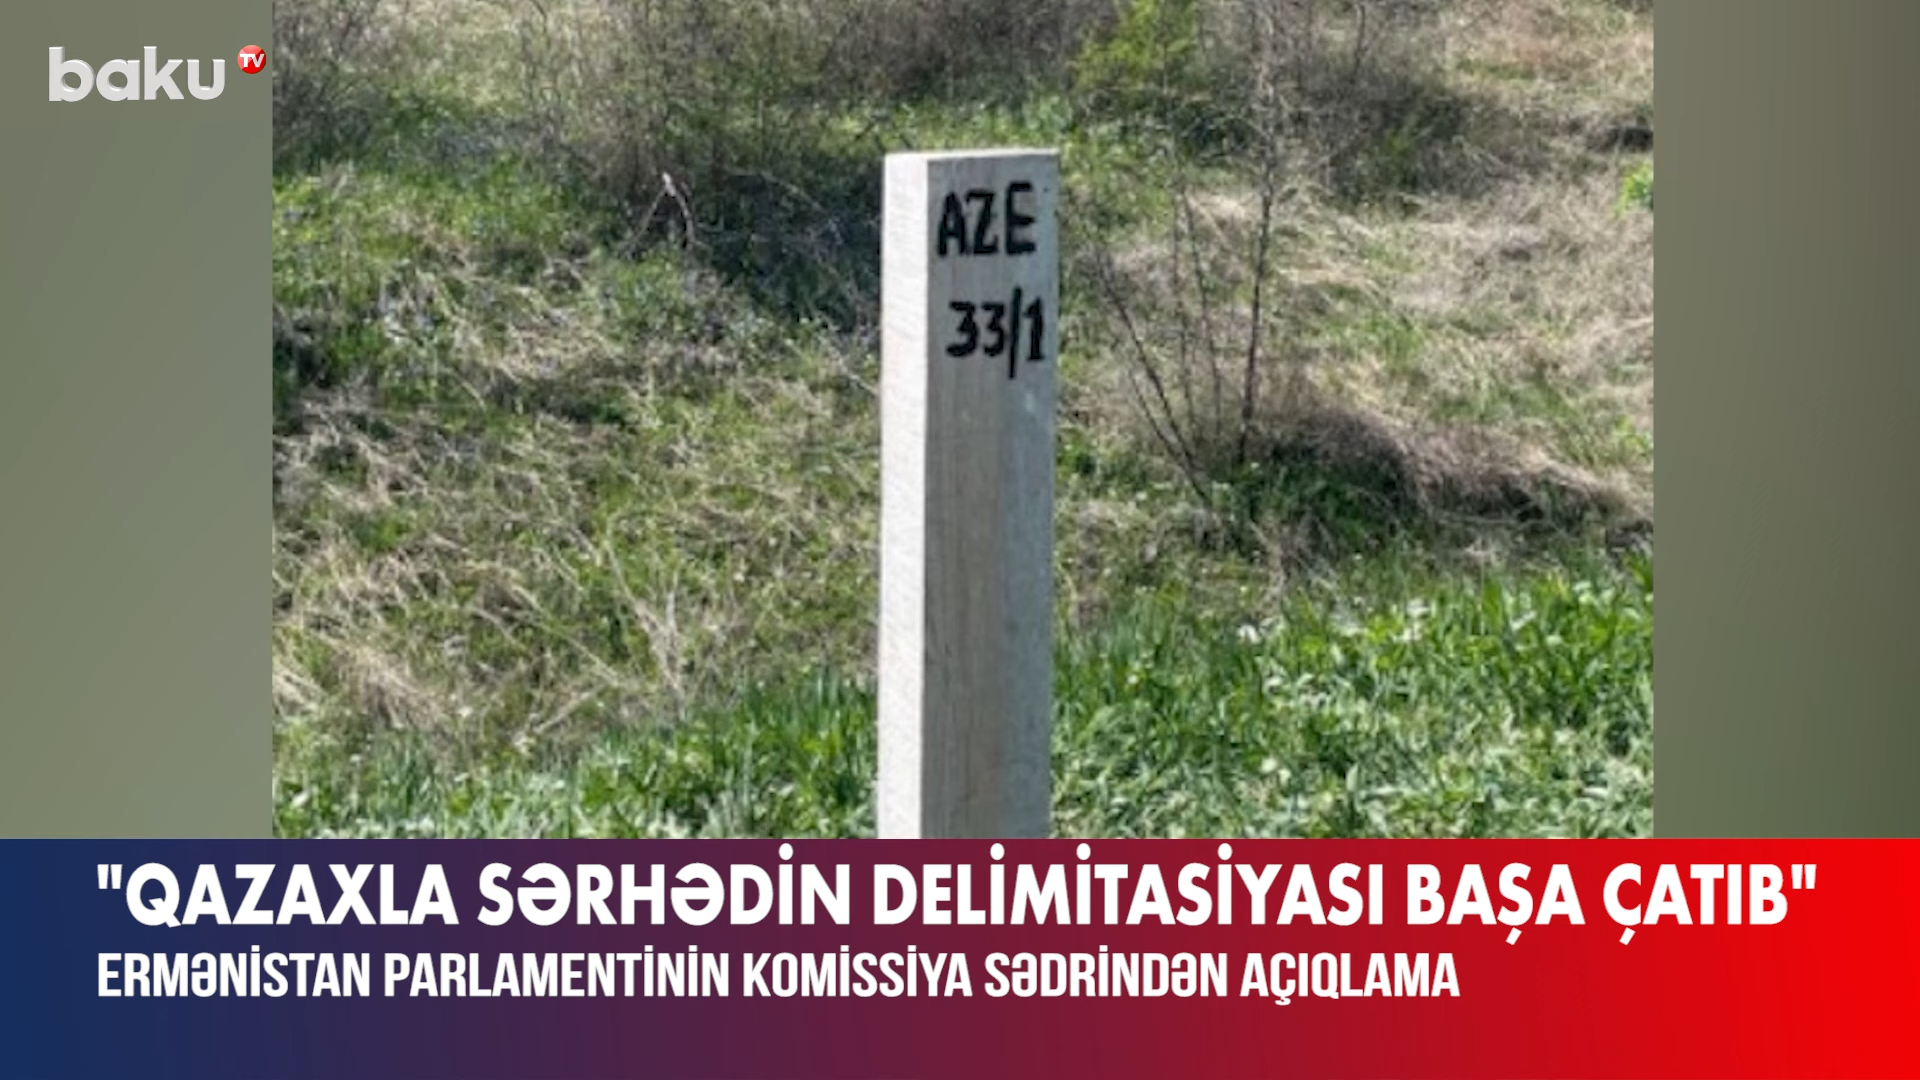 baku TV
AZE
33/1
"QAZAXLA SƏRHƏDİN DELİMİTASİYASI BAŞA ÇATIB"
ERMƏNİSTAN PARLAMENTİNİN KOMİSSİYA SƏDRİNDƏN AÇIQLAMA